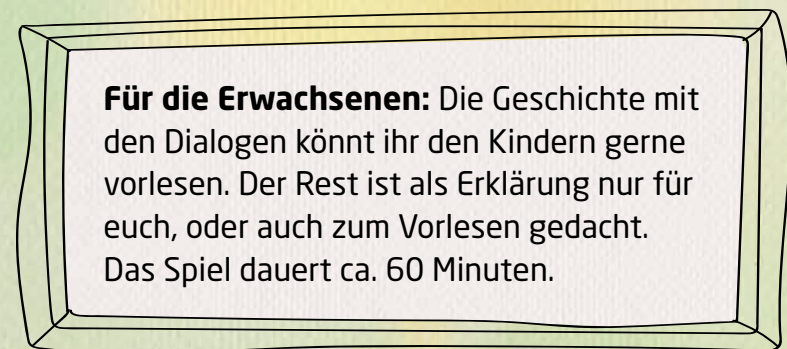 Für die Erwachsenen: Die Geschichte mit
den Dialogen könnt ihr den Kindern gerne
vorlesen. Der Rest ist als Erklärung nur für
euch, oder auch zum Vorlesen gedacht.
Das Spiel dauert ca. 60 Minuten.